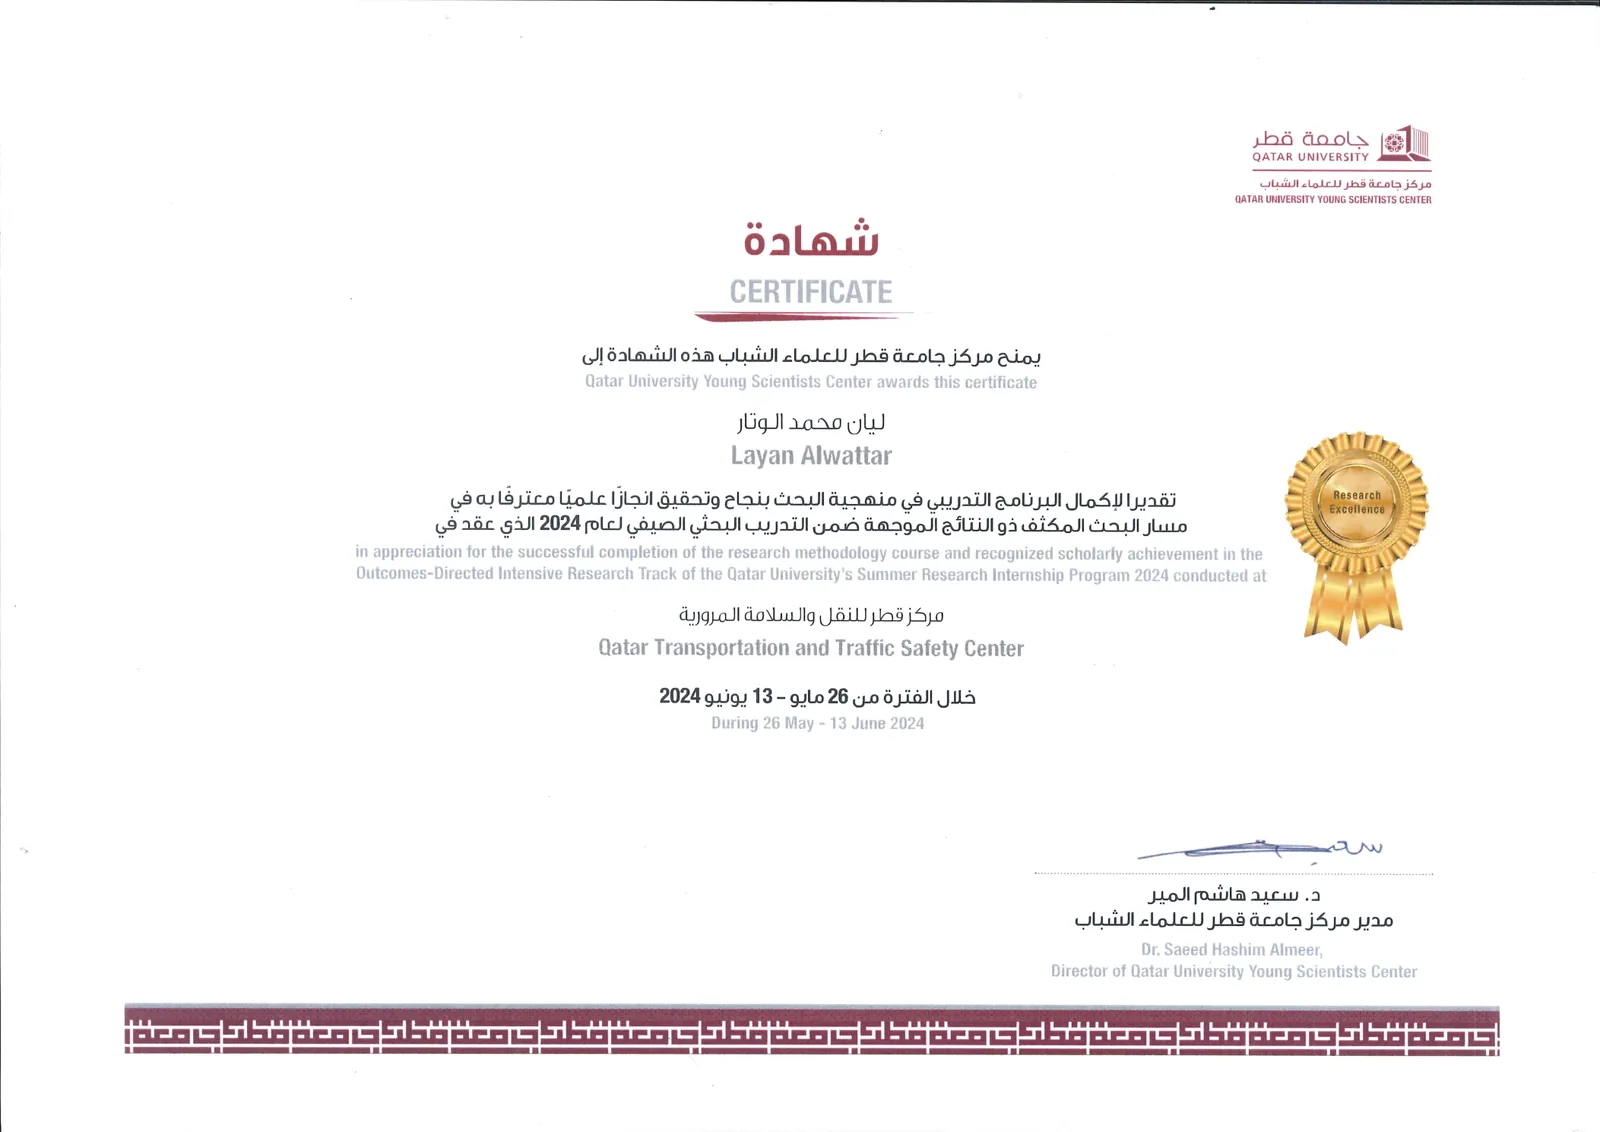 جامعة قطر
QATAR UNIVERSITY
مركز جامعة قطر للعلماء الشباب
QATAR UNIVERSITY YOUNG SCIENTISTS CENTER
شهادة
CERTIFICATE
يمنح مركز جامعة قطر للعلماء الشباب هذه الشهادة إلى
Qatar University Young Scientists Center awards this certificate
ليان محمد الوتار
Layan Alwattar
تقديرا لإكمال البرنامج التدريبي في منهجية البحث بنجاح وتحقيق انجازًا علميًا معترفًا به في
مسار البحث المكثف ذو النتائج الموجهة ضمن التدريب البحثي الصيفي لعام 2024 الذي عقد في
in appreciation for the successful completion of the research methodology course and recognized scholarly achievement in the
Outcomes-Directed Intensive Research Track of the Qatar University's Summer Research Internship Program 2024 conducted at
Research
Excellence
مركز قطر للنقل والسلامة المرورية
Qatar Transportation and Traffic Safety Center
خلال الفترة من 26 مايو - 13 يونيو 2024
During 26 May - 13 June 2024
د. سعيد هاشم المير
مدير مركز جامعة قطر للعلماء الشباب
Dr. Saeed Hashim Almeer,
Director of Qatar University Young Scientists Center